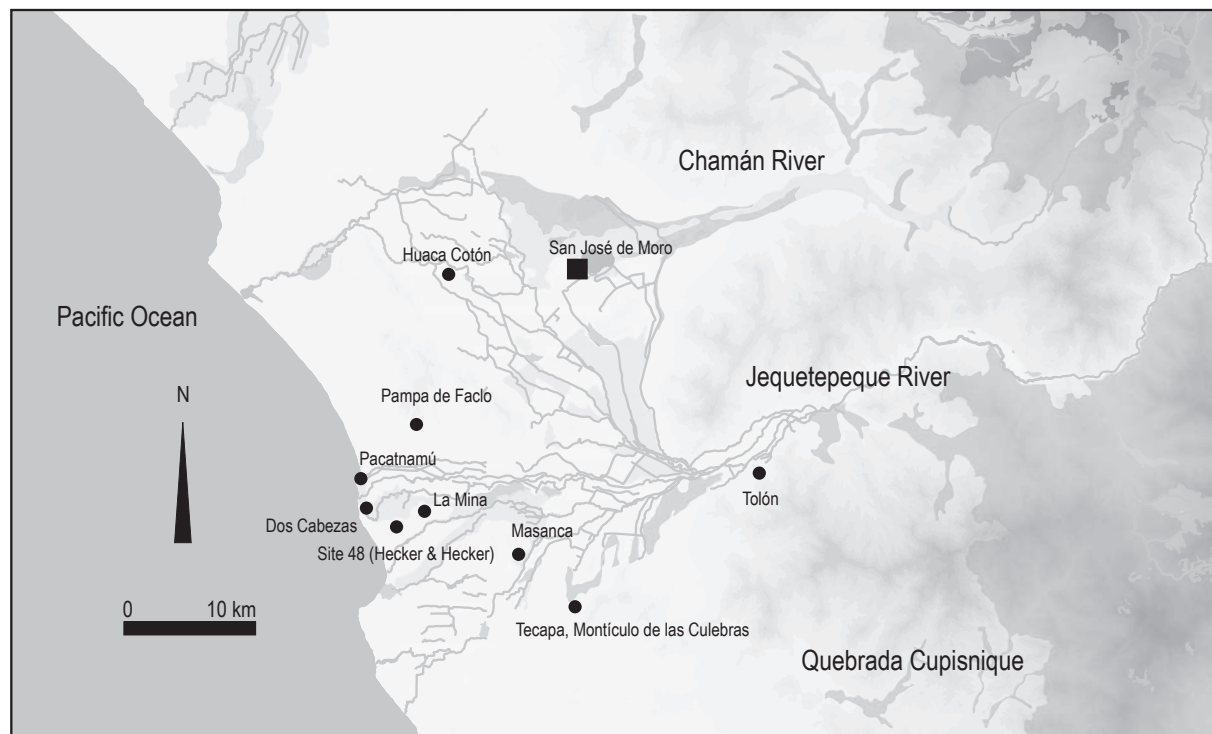 Chamán River
Huaca Cotón
San José de Moro
Pacific Ocean
Jequetepeque River
N
Pampa de Faclo
Pacatnamú
La Mina
Tolón
Dos Cabezas
Masanca
Site 48 (Hecker & Hecker)
0 10 km
Tecapa, Montículo de las Culebras
Quebrada Cupisnique